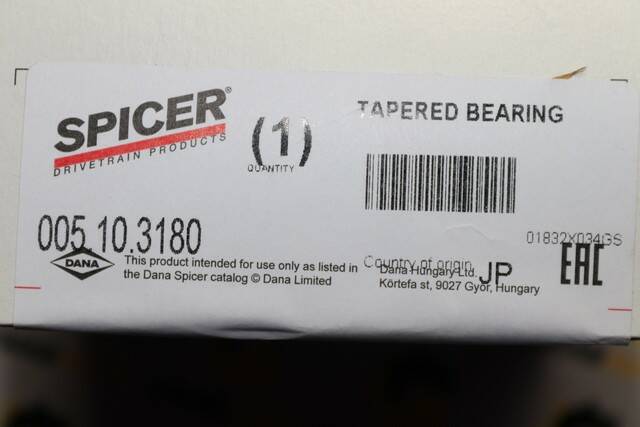 SPICER®
DRIVETRAIN PRODUCTS
(1)
QUANTITY
TAPERED BEARING
005.10.3180
01832X034GS
DANA
This product intended for use only as listed in
the Dana Spicer catalog © Dana Limited
Country of origin JP
Dana Hungary Ltd.
Körtefa st, 9027 Győr, Hungary
EAC